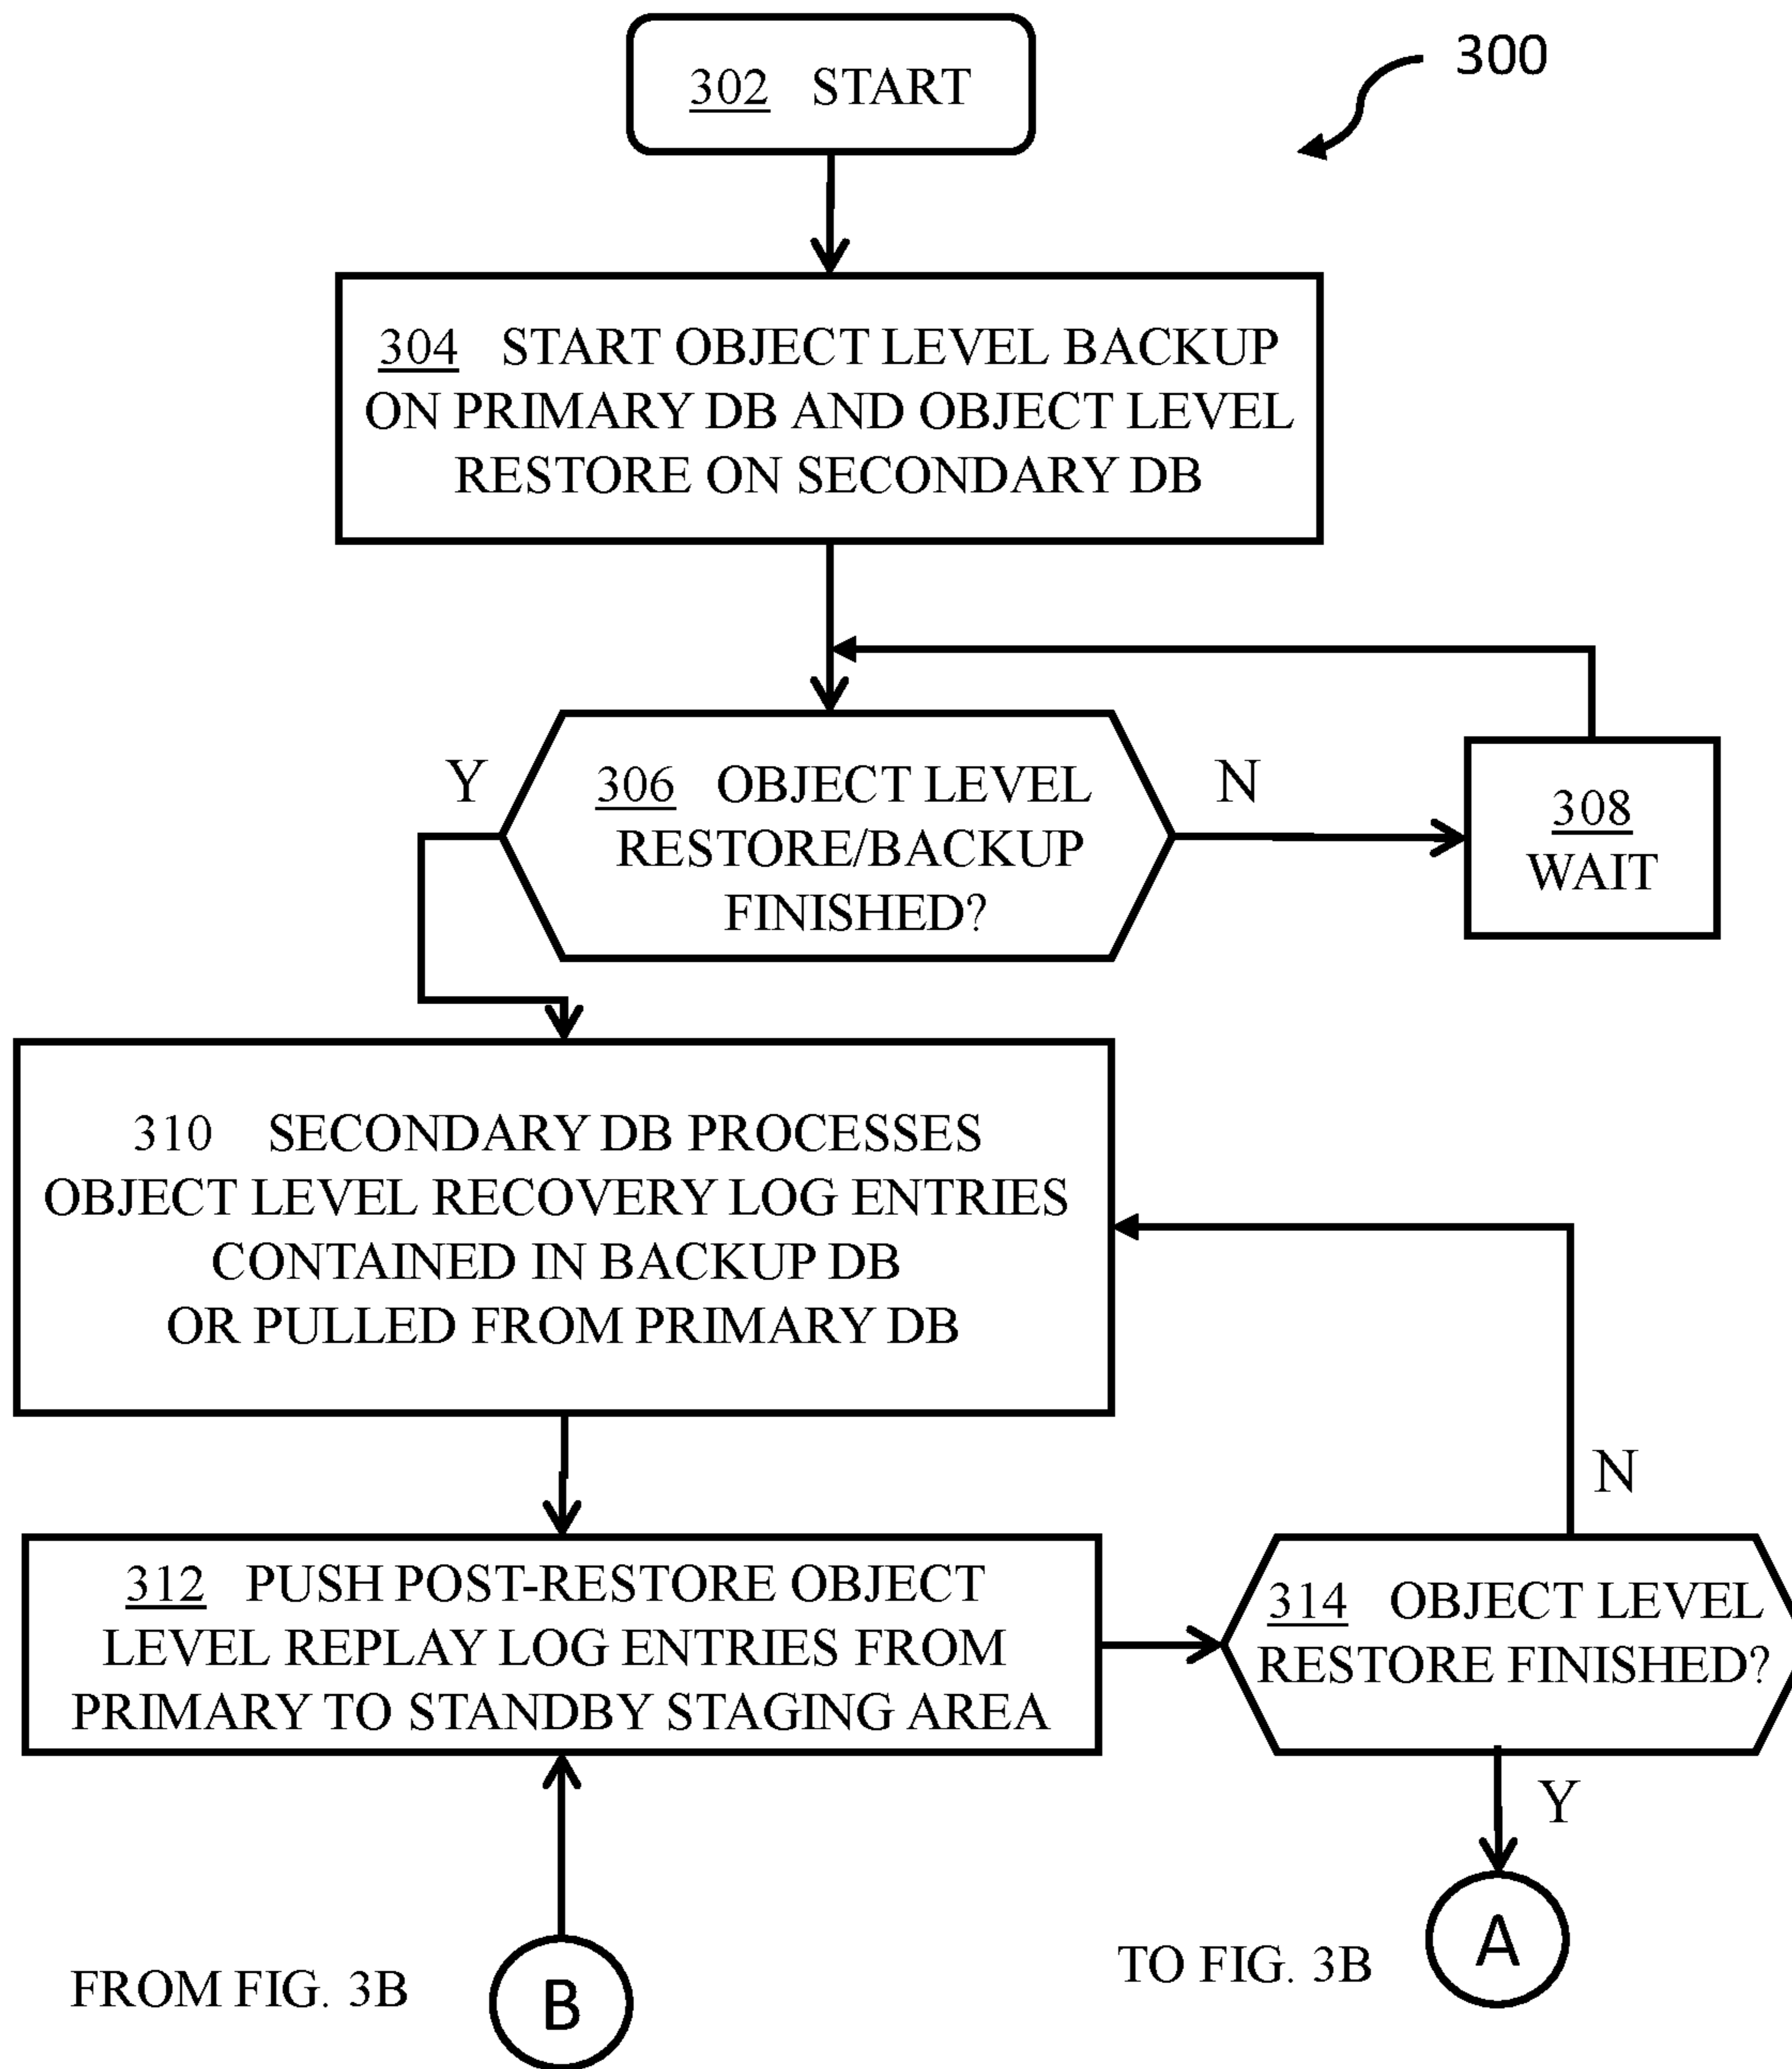 300
302 START
304 START OBJECT LEVEL BACKUP
ON PRIMARY DB AND OBJECT LEVEL
RESTORE ON SECONDARY DB
Y
306 OBJECT LEVEL
RESTORE/BACKUP
FINISHED?
N
308
WAIT
310 SECONDARY DB PROCESSES
OBJECT LEVEL RECOVERY LOG ENTRIES
CONTAINED IN BACKUP DB
OR PULLED FROM PRIMARY DB
N
312 PUSH POST-RESTORE OBJECT
LEVEL REPLAY LOG ENTRIES FROM
PRIMARY TO STANDBY STAGING AREA
314 OBJECT LEVEL
RESTORE FINISHED?
Y
FROM FIG. 3B
B
TO FIG. 3B
A